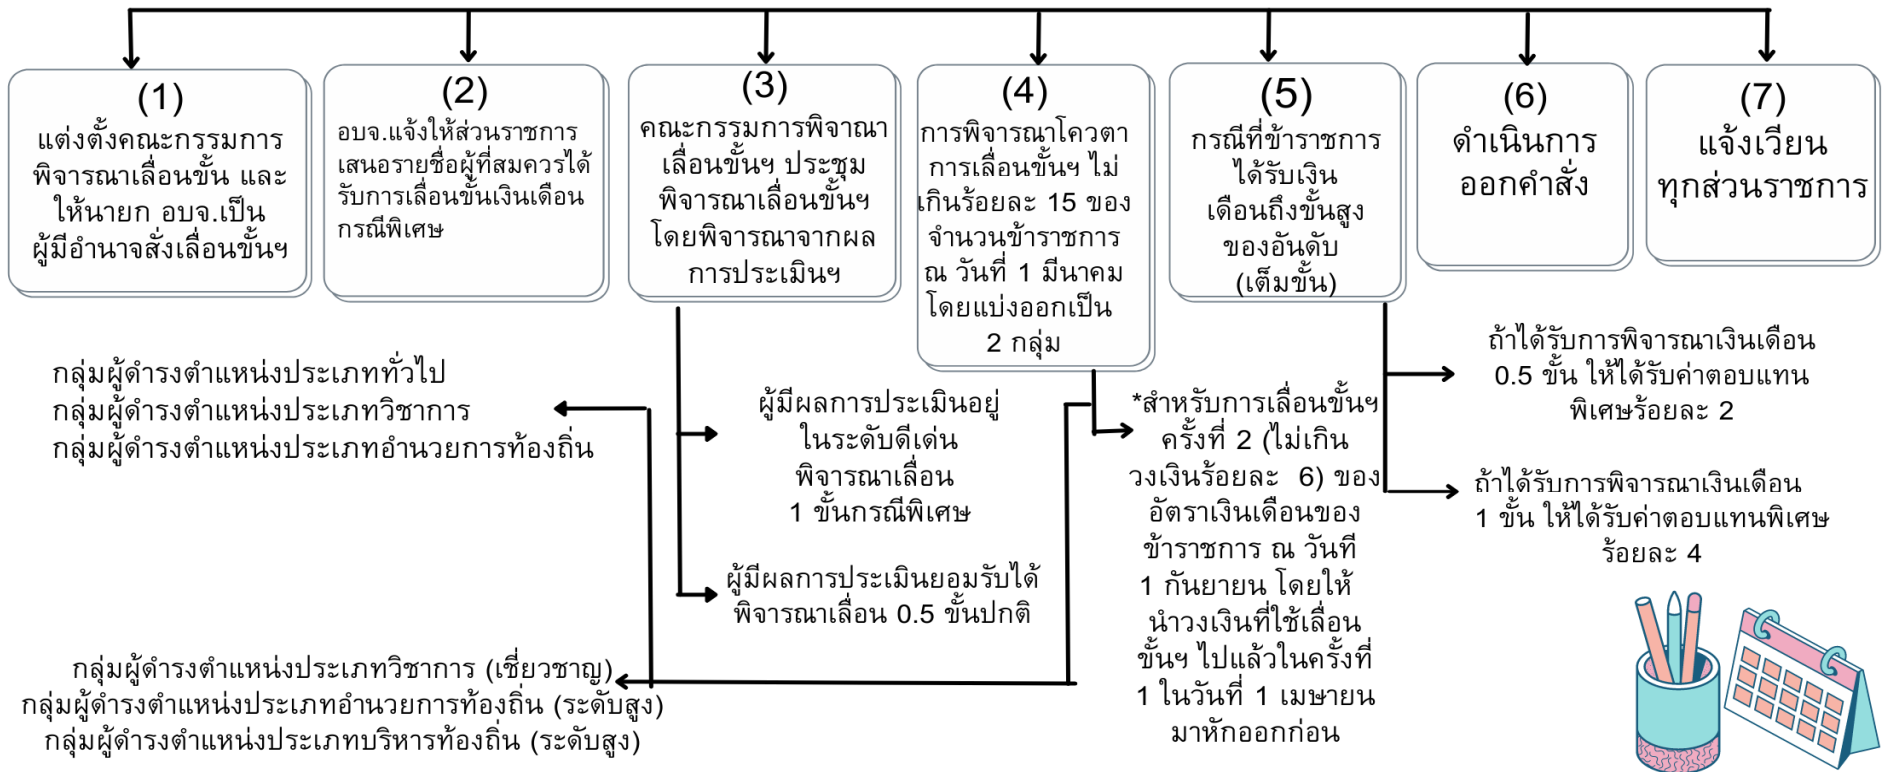 (1)
แต่งตั้งคณะกรรมการ
พิจารณาเลื่อนขั้น และ
ให้นายก อบจ.เป็น
ผู้มีอำนาจสั่งเลื่อนขั้นฯ
(2)
อบจ.แจ้งให้ส่วนราชการ
เสนอรายชื่อผู้ที่สมควรได้
รับการเลื่อนขั้นเงินเดือน
กรณีพิเศษ
(3)
คณะกรรมการพิจาณา
เลื่อนขั้นฯ ประชุม
พิจารณาเลื่อนขั้นฯ
โดยพิจารณาจากผล
การประเมินฯ
(4)
การพิจารณาโควตา
การเลื่อนขั้นฯ ไม่
เกินร้อยละ 15 ของ
จำนวนข้าราชการ
ณ วันที่ 1 มีนาคม
โดยแบ่งออกเป็น
2 กลุ่ม
(5)
กรณีที่ข้าราชการ
ได้รับเงิน
เดือนถึงขั้นสูง
ของอันดับ
(เต็มขั้น)
(6)
ดำเนินการ
ออกคำสั่ง
(7)
แจ้งเวียน
ทุกส่วนราชการ
กลุ่มผู้ดำรงตำแหน่งประเภททั่วไป
กลุ่มผู้ดำรงตำแหน่งประเภทวิชาการ
กลุ่มผู้ดำรงตำแหน่งประเภทอำนวยการท้องถิ่น
ผู้มีผลการประเมินอยู่
ในระดับดีเด่น
พิจารณาเลื่อน
1 ขั้นกรณีพิเศษ
ผู้มีผลการประเมินยอมรับได้
พิจารณาเลื่อน 0.5 ขั้นปกติ
*สำหรับการเลื่อนขั้นฯ
ครั้งที่ 2 (ไม่เกิน
วงเงินร้อยละ 6) ของ
อัตราเงินเดือนของ
ข้าราชการ ณ วันที่
1 กันยายน โดยให้
นำวงเงินที่ใช้เลื่อน
ขั้นฯ ไปแล้วในครั้งที่
1 ในวันที่ 1 เมษายน
มาหักออกก่อน
ถ้าได้รับการพิจารณาเงินเดือน
0.5 ขั้น ให้ได้รับค่าตอบแทน
พิเศษร้อยละ 2
ถ้าได้รับการพิจารณาเงินเดือน
1 ขั้น ให้ได้รับค่าตอบแทนพิเศษ
ร้อยละ 4
กลุ่มผู้ดำรงตำแหน่งประเภทวิชาการ (เชี่ยวชาญ)
กลุ่มผู้ดำรงตำแหน่งประเภทอำนวยการท้องถิ่น (ระดับสูง)
กลุ่มผู้ดำรงตำแหน่งประเภทบริหารท้องถิ่น (ระดับสูง)